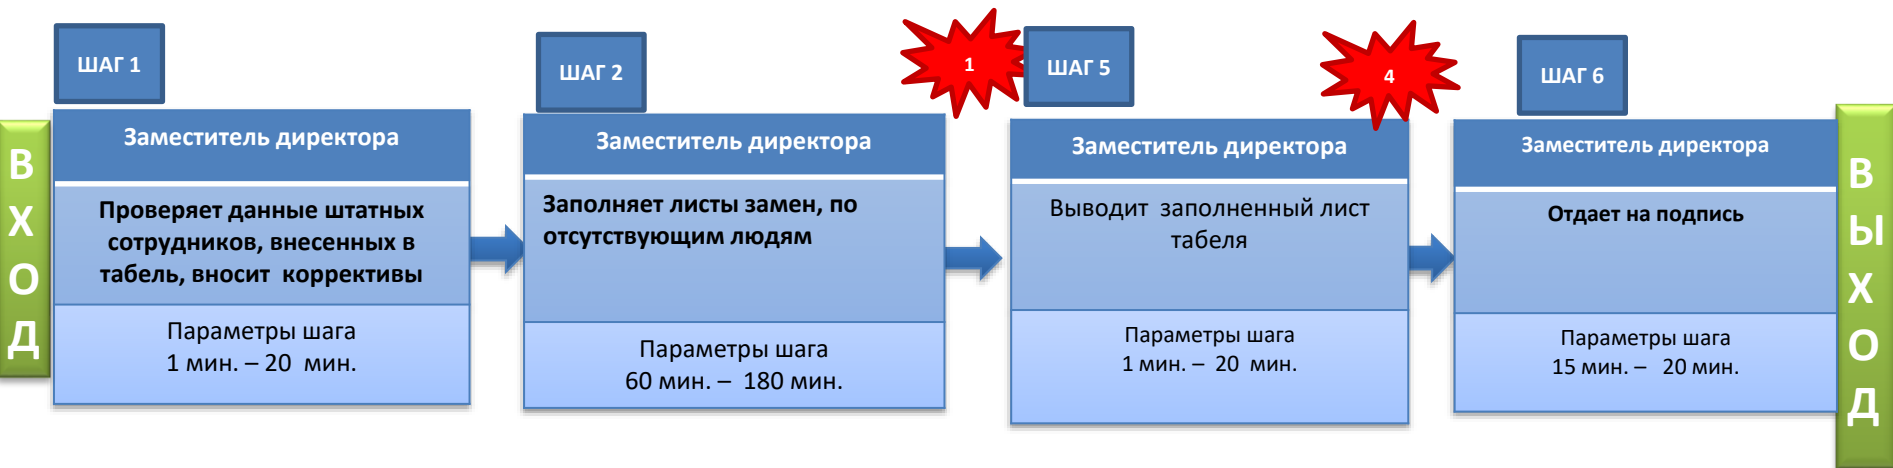 ВХОД
ШАГ 1
Заместитель директора
Проверяет данные штатных
сотрудников, внесенных в
табель, вносит коррективы
Параметры шага
1 мин. – 20 мин.
ШАГ 2
Заместитель директора
Заполняет листы замен, по
отсутствующим людям
Параметры шага
60 мин. – 180 мин.
1
ШАГ 5
Заместитель директора
Выводит заполненный лист
табеля
Параметры шага
1 мин. – 20 мин.
4
ШАГ 6
Заместитель директора
Отдает на подпись
Параметры шага
15 мин. – 20 мин.
ВЫХОД